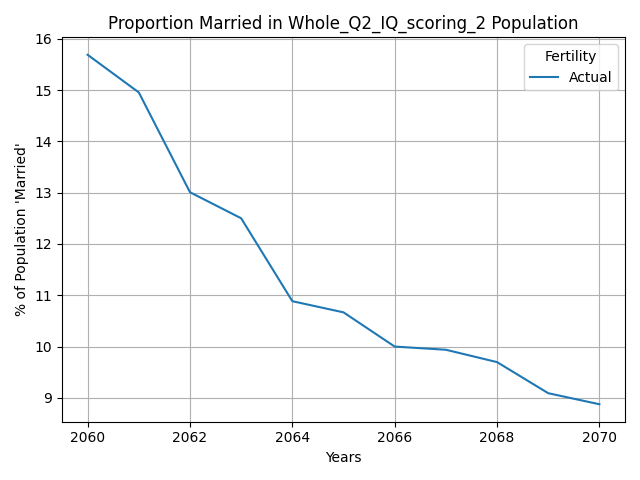 Proportion Married in Whole_Q2_IQ_scoring_2 Population
Fertility
Actual
% of Population 'Married'
16
15
14
13
12
11
10
9
2060
2062
2064
2066
2068
2070
Years